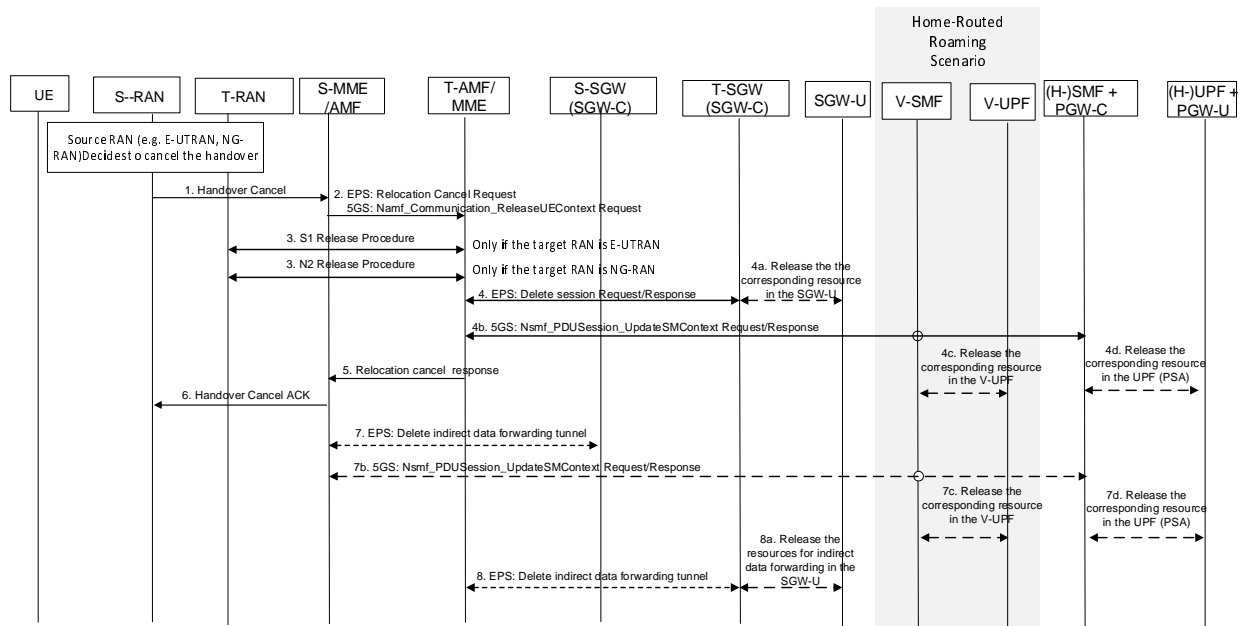 Home-Routed
Roaming
Scenario
UE
S--RAN
T-RAN
S-MME
/AMF
T-AMF/
MME
S-SGW
(SGW-C)
T-SGW
(SGW-C)
SGW-U
V-SMF
V-UPF
(H-)SMF +
PGW-C
(H-)UPF +
PGW-U
Source RAN (e.g. E-UTRAN, NG-
RAN)Decides to cancel the handover
1. Handover Cancel
2. EPS: Relocation Cancel Request
5GS: Namf_Communication_ReleaseUEContext Request
3. S1 Release Procedure
Only if the target RAN is E-UTRAN
3. N2 Release Procedure
Only if the target RAN is NG-RAN
4a. Release the the
corresponding resource
in the SGW-U
4. EPS: Delete session Request/Response
4b. 5GS: Nsmf_PDUSession_UpdateSMContext Request/Response
4c. Release the
corresponding resource
in the V-UPF
4d. Release the
corresponding resource
in the UPF (PSA)
5. Relocation cancel response
6. Handover Cancel ACK
7. EPS: Delete indirect data forwarding tunnel
7b. 5GS: Nsmf_PDUSession_UpdateSMContext Request/Response
7c. Release the
corresponding resource
in the V-UPF
7d. Release the
corresponding resource
in the UPF (PSA)
8a. Release the
resources for indirect
data forwarding in the
SGW-U
8. EPS: Delete indirect data forwarding tunnel